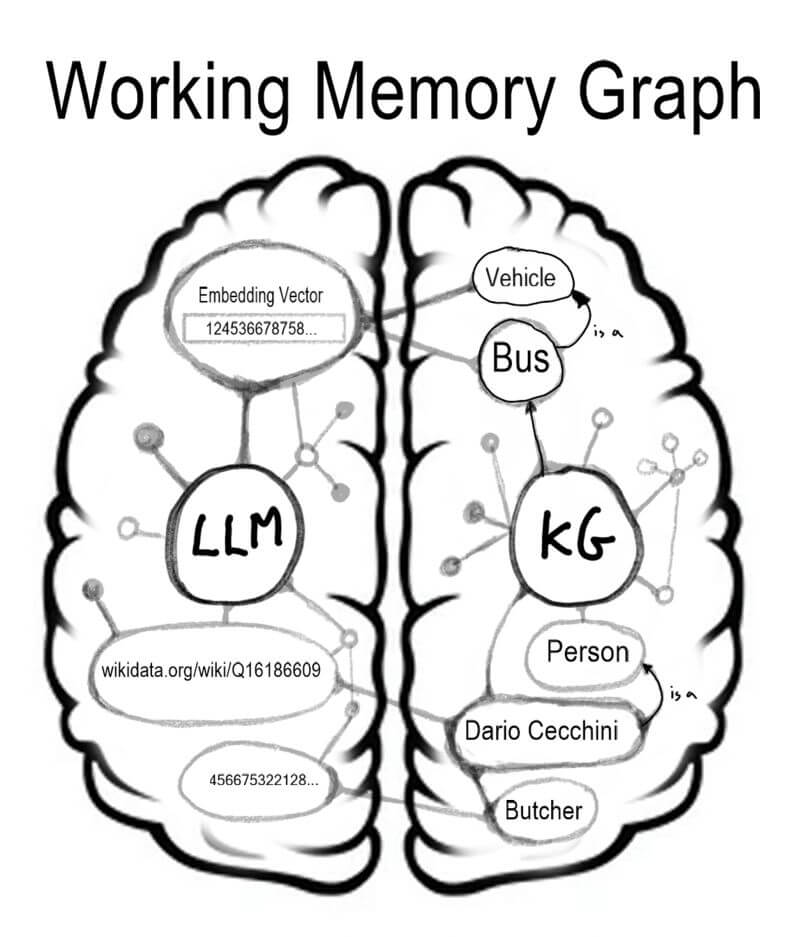 Working Memory Graph
Embedding Vector
124536678758...
LLM
wikidata.org/wiki/Q16186609
456675322128...
Vehicle
is a
Bus
KG
Person
is a
Dario Cecchini
Butcher